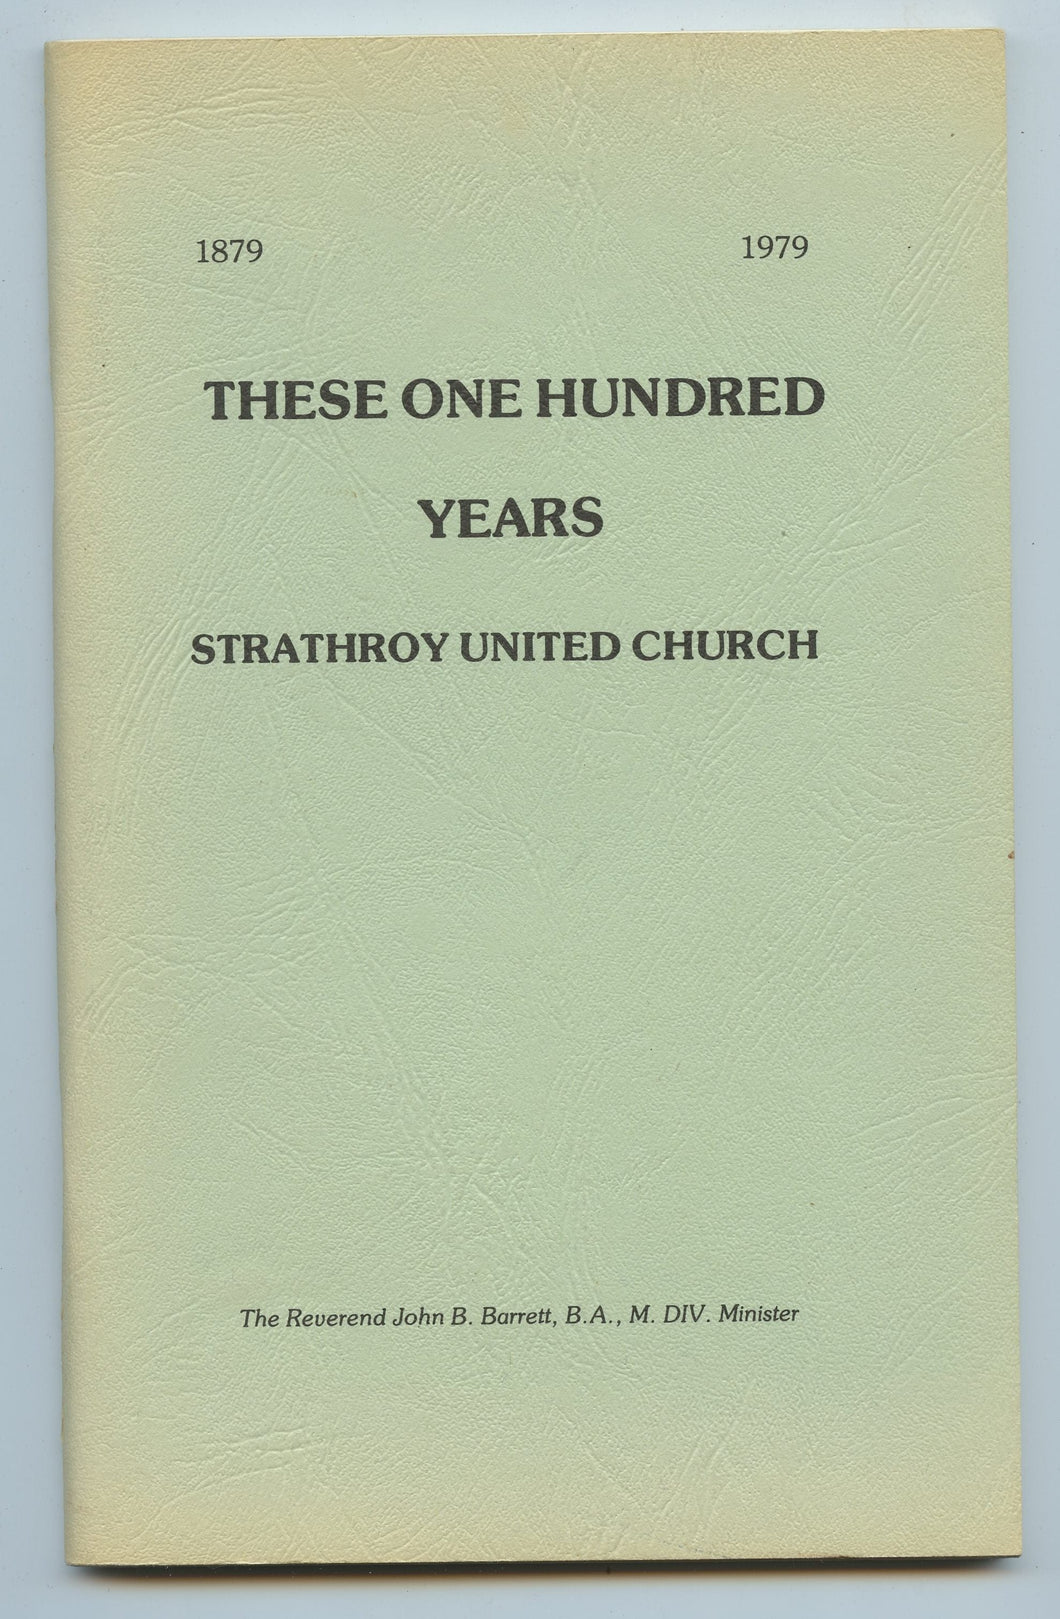 1879 1979
THESE ONE HUNDRED
YEARS
STRATHROY UNITED CHURCH
The Reverend John B. Barrett, B.A., M. DIV. Minister